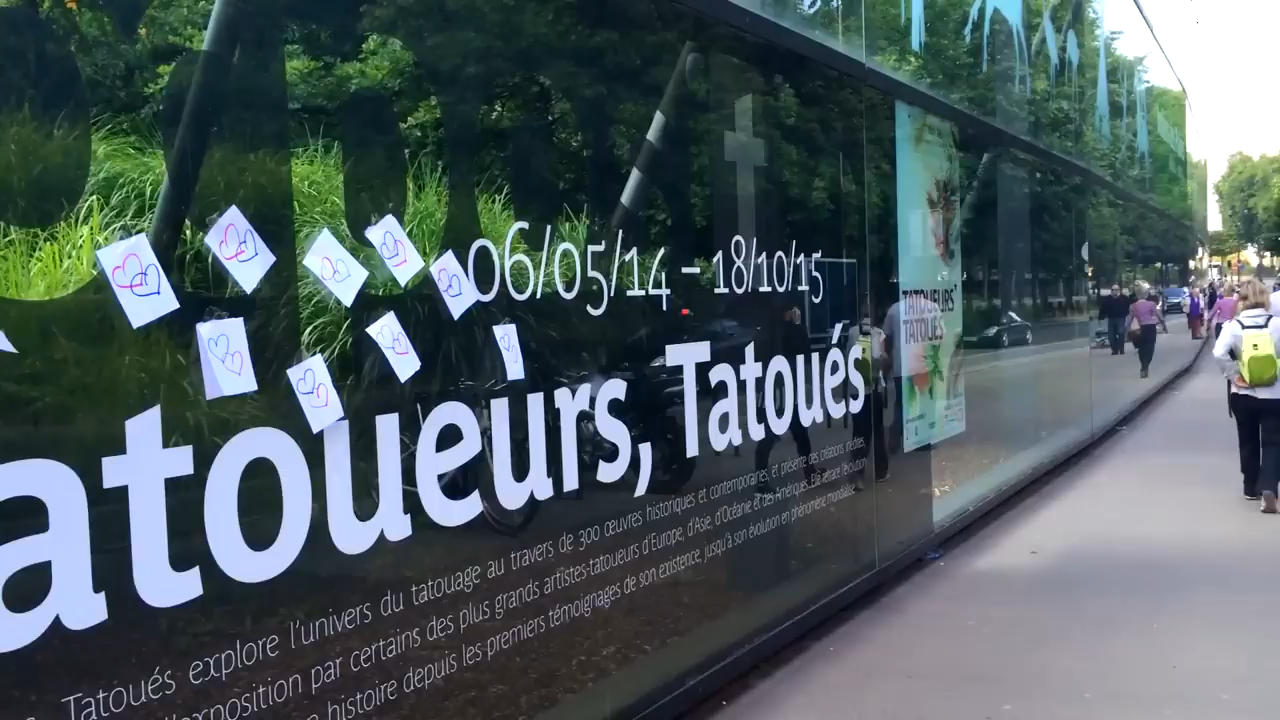 06/05/14 – 18/10/15
atoueurs, Tatoués
TATOUEURS
TATOUÉS
Tatoués explore l'univers du tatouage au travers de 300 œuvres historiques et contemporaines, et présente des créations inédites,
l'exposition par certains des plus grands artistes-tatoueurs d'Europe, d'Asie, d'Océanie et des Amériques. Elle retrace l'évolution
histoire depuis les premiers témoignages de son existence, jusqu'à son évolution en phénomène mondialisé.